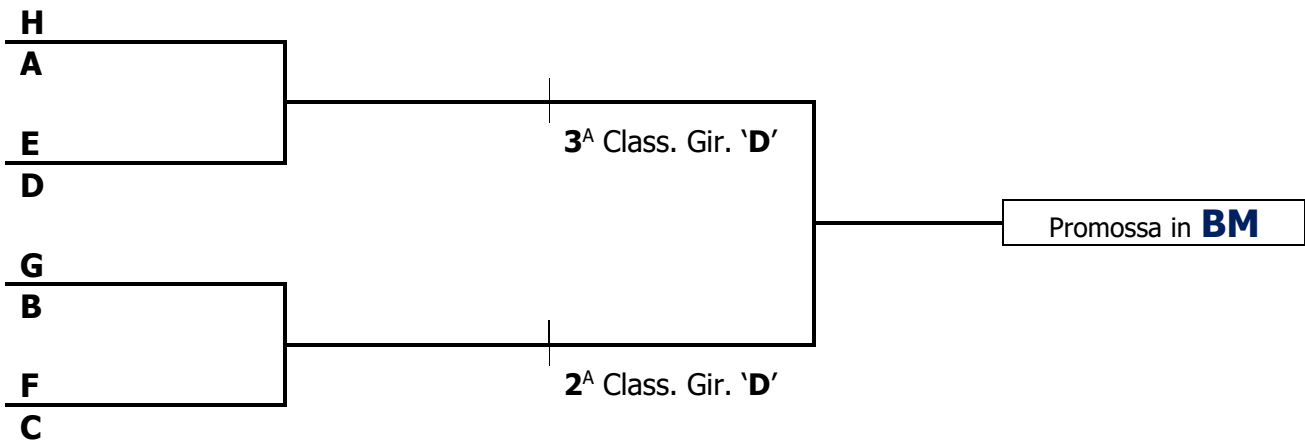 H
A
3ᴬ Class. Gir. ‘D’
E
D
Promossa in BM
G
B
2ᴬ Class. Gir. ‘D’
F
C